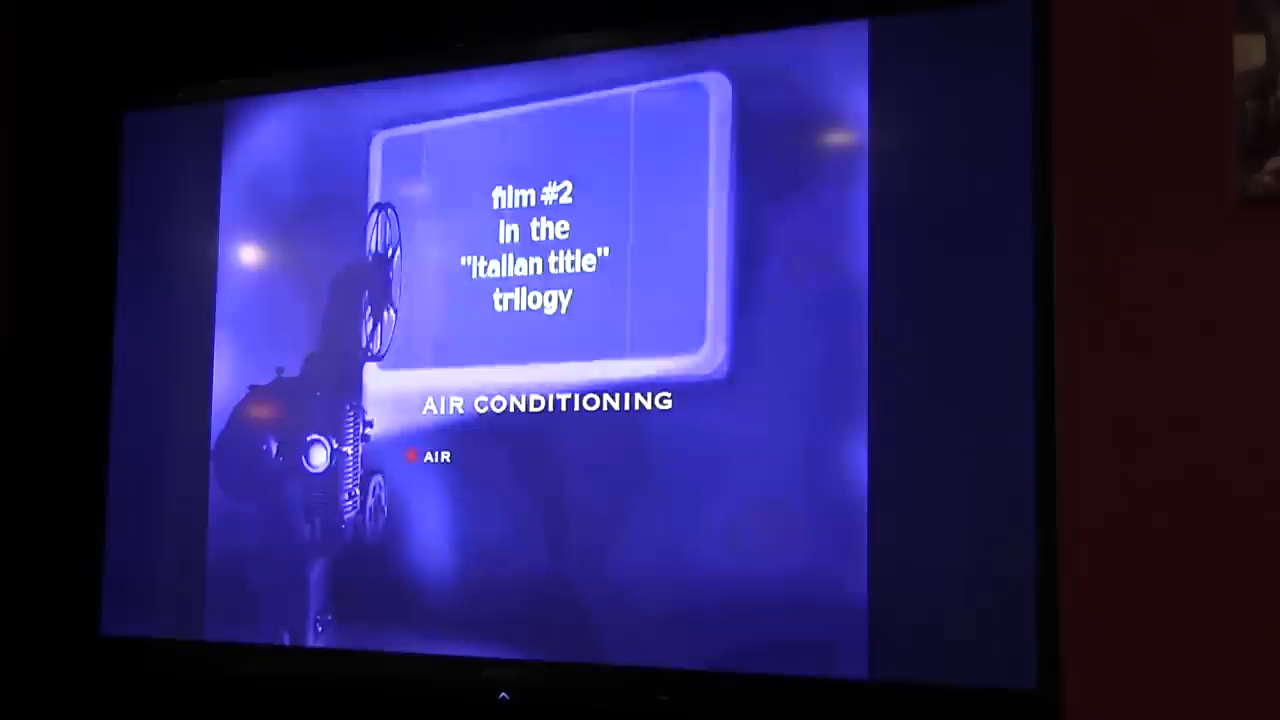 film #2
in the
"Italian title"
trilogy
AIR CONDITIONING
AIR